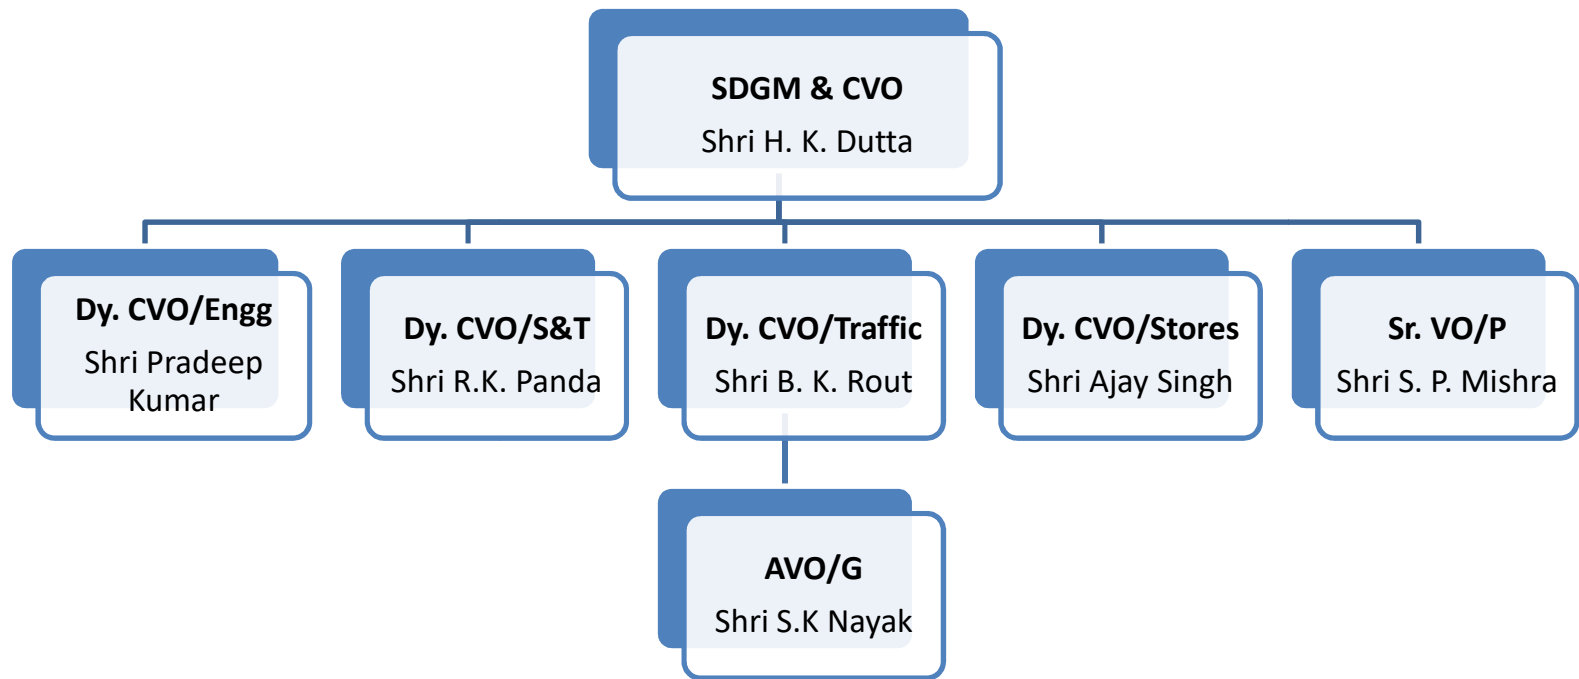 SDGM & CVO
Shri H. K. Dutta
Dy. CVO/Engg
Shri Pradeep
Kumar
Dy. CVO/S&T
Shri R.K. Panda
Dy. CVO/Traffic
Shri B. K. Rout
Dy. CVO/Stores
Shri Ajay Singh
Sr. VO/P
Shri S. P. Mishra
AVO/G
Shri S.K Nayak